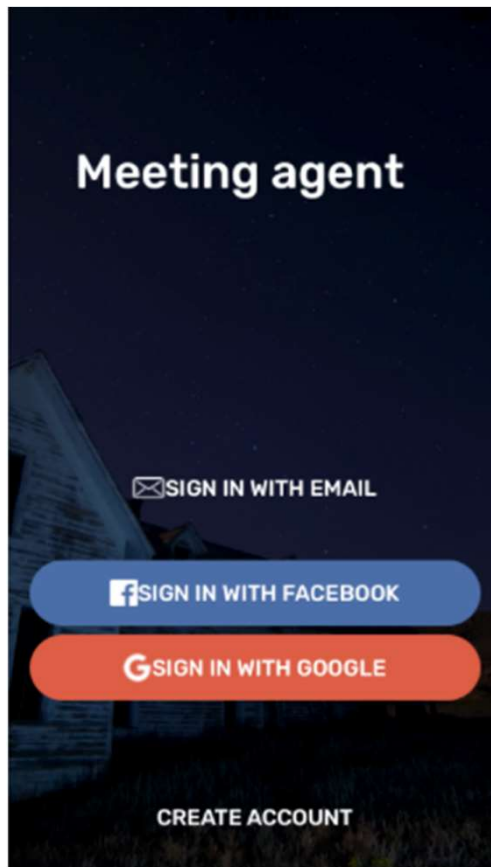 Meeting agent
SIGN IN WITH EMAIL
SIGN IN WITH FACEBOOK
SIGN IN WITH GOOGLE
CREATE ACCOUNT